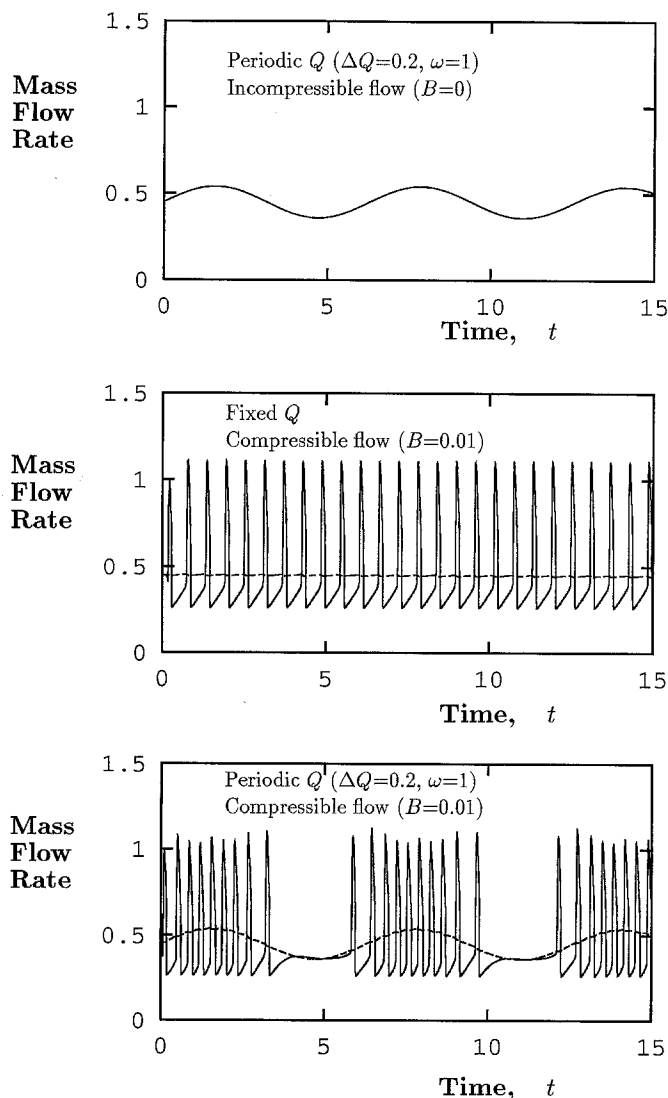 1.5
Periodic Q (ΔQ=0.2, ω=1)
Incompressible flow (B=0)
Mass
Flow
Rate
1
0.5
0
0 5 10 15
Time, t
1.5
Fixed Q
Compressible flow (B=0.01)
Mass
Flow
Rate
1
0.5
0
0 5 10 15
Time, t
1.5
Periodic Q (ΔQ=0.2, ω=1)
Compressible flow (B=0.01)
Mass
Flow
Rate
1
0.5
0
0 5 10 15
Time, t